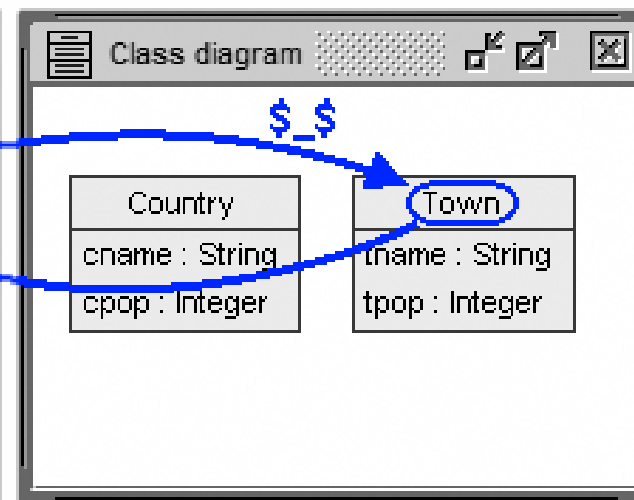 Class diagram
$_$
Country
cname : String
cpop : Integer
Town
tname : String
tpop : Integer